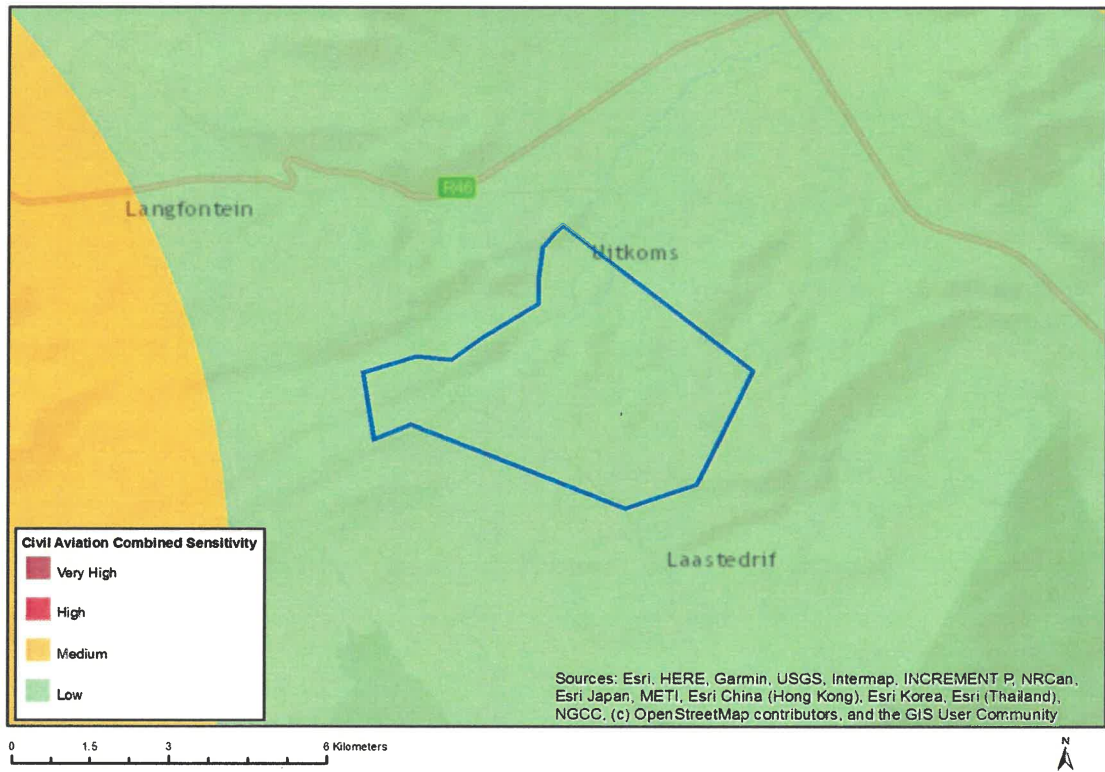 R46
Langfontein
Uitkoms
Laastedrif
Civil Aviation Combined Sensitivity
Very High
High
Medium
Low
Sources: Esri, HERE, Garmin, USGS, Intermap, INCREMENT P, NRCan,
Esri Japan, METI, Esri China (Hong Kong), Esri Korea, Esri (Thailand),
NGCC, (c) OpenStreetMap contributors, and the GIS User Community
0 1.5 3 6 Kilometers
N